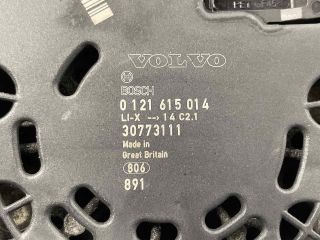 VOLVO
BOSCH
0 121 615 014
LI-X --> 14 C2.1
30773111
Made in
Great Britain
806
891